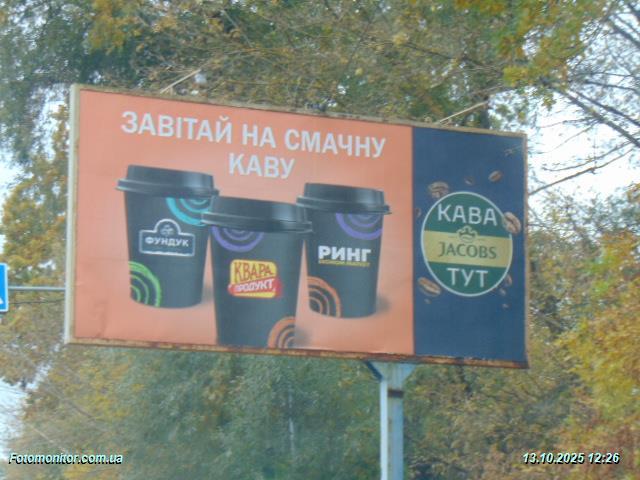 ЗАВІТАЙ НА СМАЧНУ
КАВУ
ФУНДУК
КВАРА
ПРОДУКТ
РИНГ
КАВА
JACOBS
ТУТ
Fotomonitor.com.ua
13.10.2025 12:26